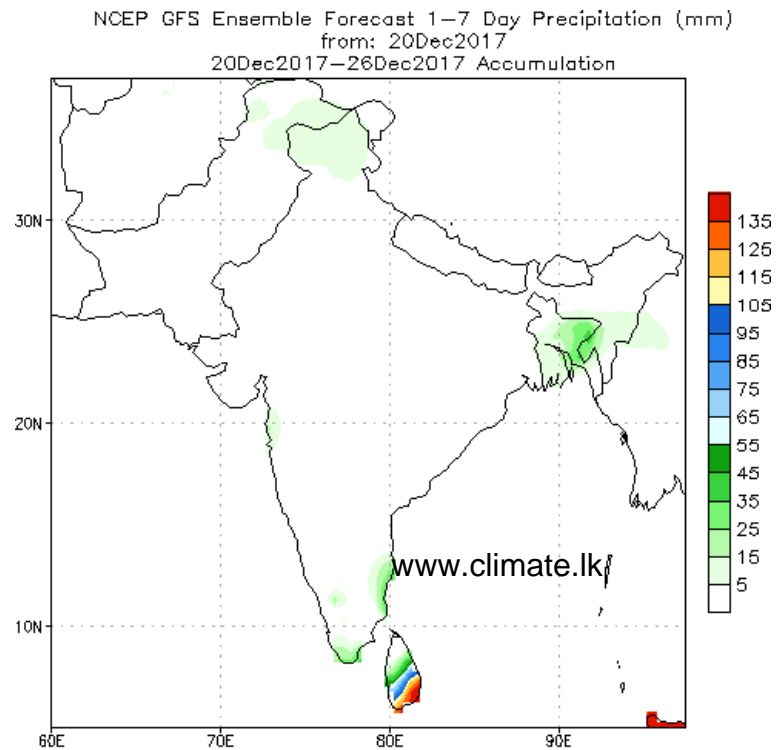 NCEP GFS Ensemble Forecast 1–7 Day Precipitation (mm)
from: 20Dec2017
20Dec2017–26Dec2017 Accumulation
30N
20N
10N
60E
70E
80E
90E
www.climate.lk
135
125
115
105
95
85
75
65
55
45
35
25
15
5